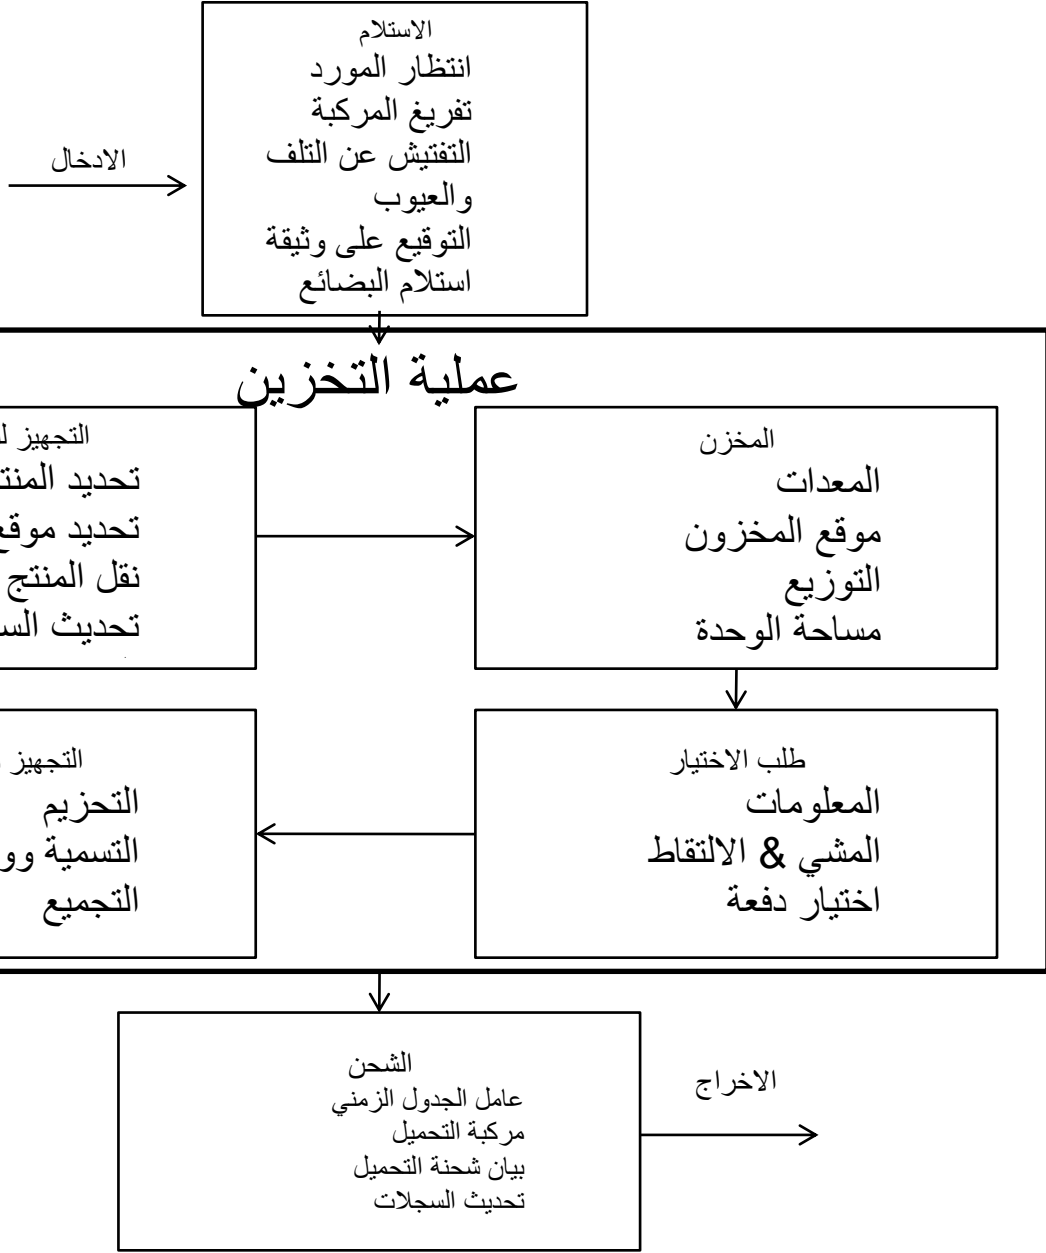 الاستلام
انتظار المورد
تفريغ المركبة
التفتيش عن التلف
والعيوب
التوقيع على وثيقة
استلام البضائع
الادخال
عملية التخزين
المخزن
المعدات
موقع المخزون
التوزيع
مساحة الوحدة
التجهيز
تحديد
تحديد
نقل المنتج
تحديث
طلب الاختيار
المعلومات
المشي & الالتقاط
اختيار دفعة
التجهيز
التحزيم
التسمية
التجميع
الشحن
عامل الجدول الزمني
مركبة التحميل
بيان شحنة التحميل
تحديث السجلات
الاخراج